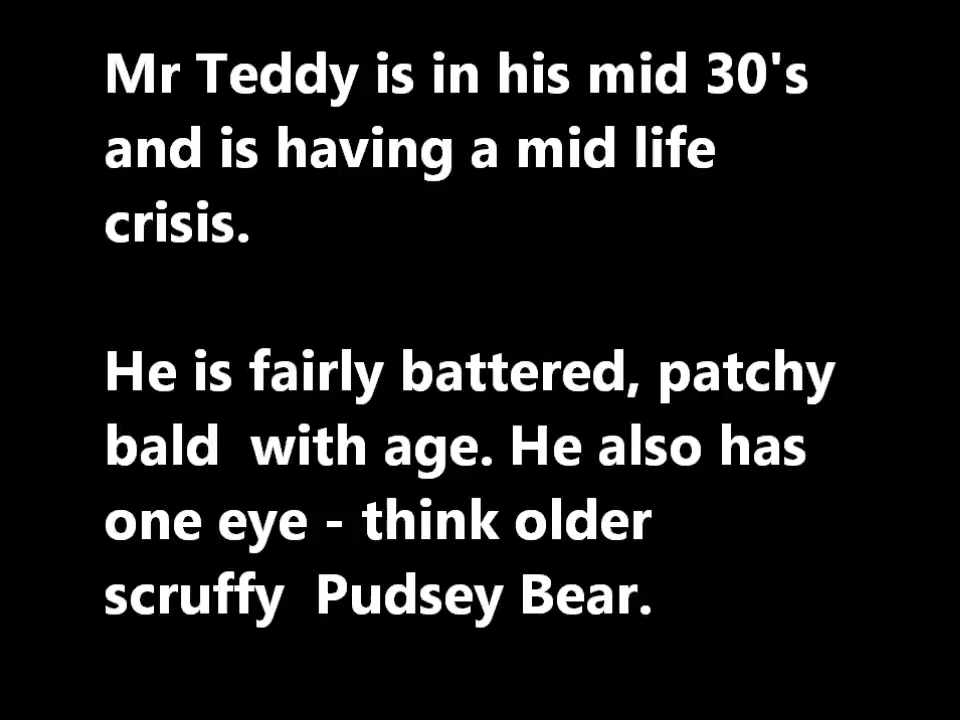 Mr Teddy is in his mid 30's
and is having a mid life
crisis.
He is fairly battered, patchy
bald  with age. He also has
one eye - think older
scruffy  Pudsey Bear.